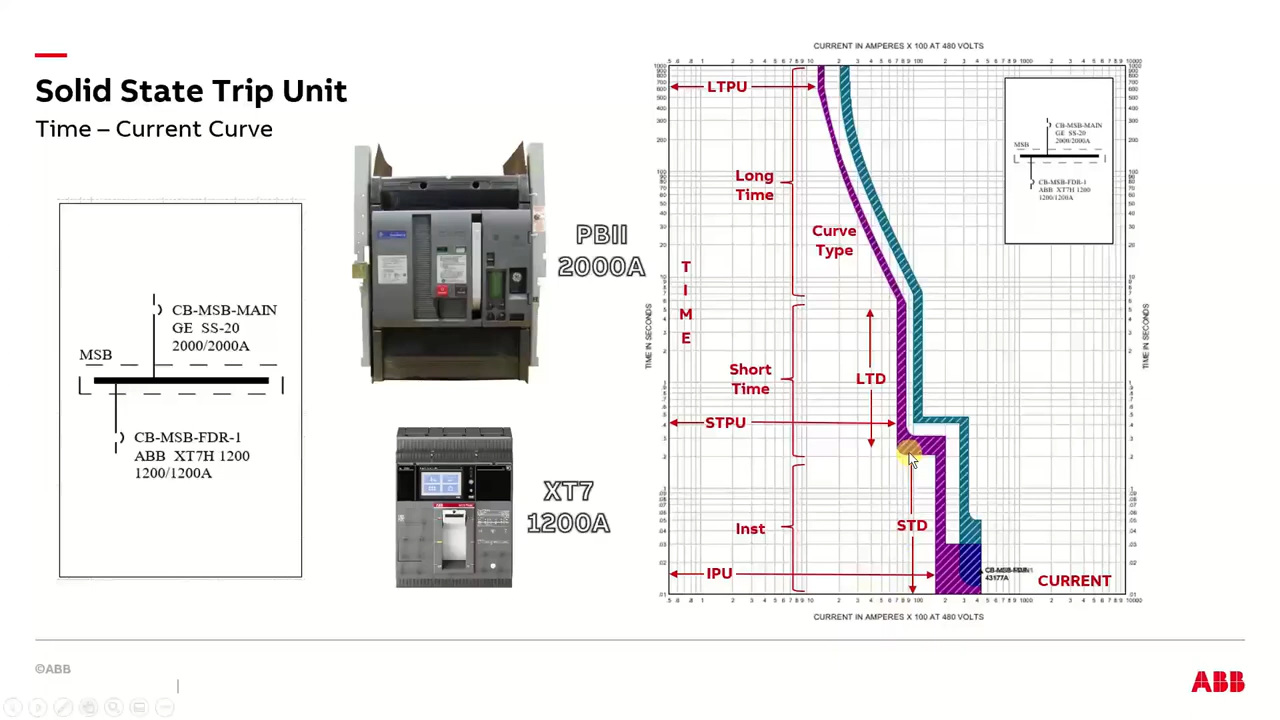 Solid State Trip Unit
Time – Current Curve
MSB
CB-MSB-MAIN
GE SS-20
2000/2000A
CB-MSB-FDR-1
ABB XT7H 1200
1200/1200A
PBII
2000A
XT7
1200A
CURRENT IN AMPERES X 100 AT 480 VOLTS
LTPU
Long
Time
Curve
Type
T
I
M
E
Short
Time
LTD
STPU
Inst
STD
IPU
CURRENT
TIME IN SECONDS
TIME IN SECONDS
MSB
CB-MSB-MAIN
GE SS-20
2000/2000A
CB-MSB-FDR-1
ABB XT7H 1200
1200/1200A
43177A
CURRENT IN AMPERES X 100 AT 480 VOLTS
©ABB
ABB